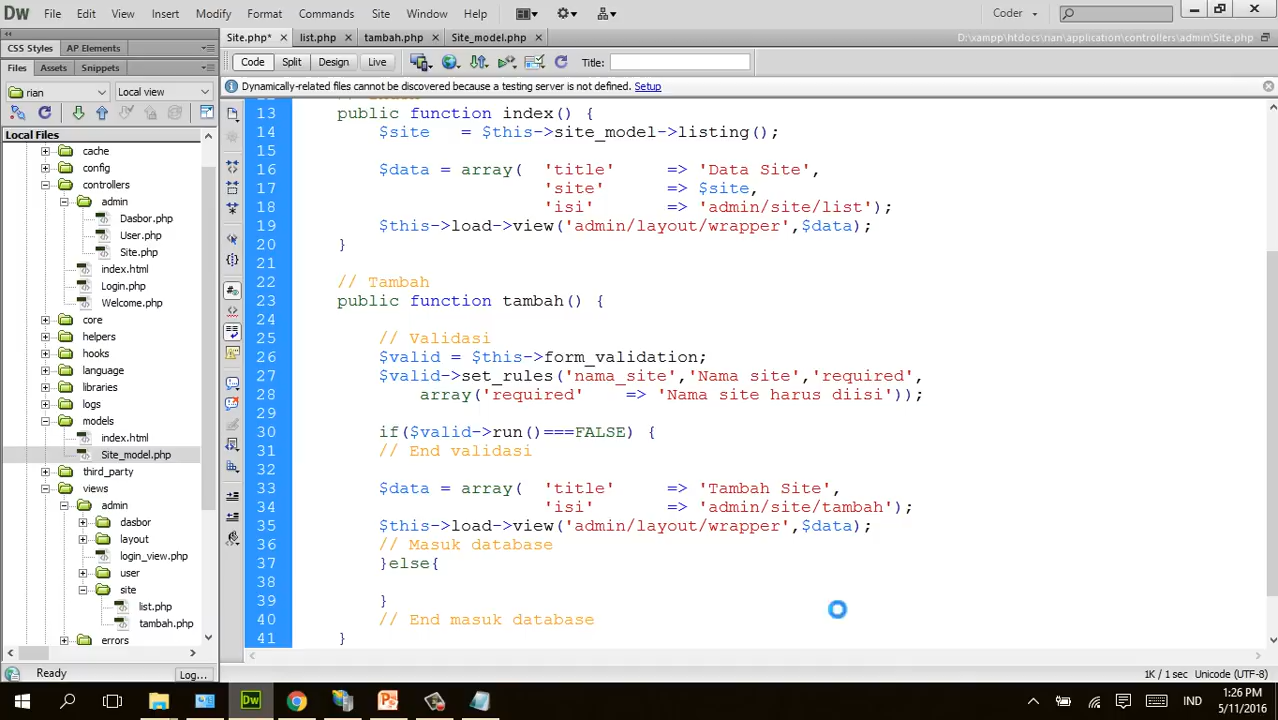 Dw File Edit View Insert Modify Format Commands Site Window Help Coder
Site.php* list.php tambah.php Site_model.php D:\xampp\htdocs\rian\application\controllers\admin\Site.php
CSS Styles AP Elements
Code Split Design Live Title:
Files Assets Snippets
Dynamically-related files cannot be discovered because a testing server is not defined. Setup
rian Local view
Local Files
cache
config
controllers
admin
Dasbor.php
User.php
Site.php
index.html
Login.php
Welcome.php
core
helpers
hooks
language
libraries
logs
models
index.html
Site_model.php
third_party
views
admin
dasbor
layout
login_view.php
user
site
list.php
tambah.php
errors
13 public function index() {
14 $site = $this->site_model->listing();
15
16 $data = array( 'title' => 'Data Site',
17 'site' => $site,
18 'isi' => 'admin/site/list');
19 $this->load->view('admin/layout/wrapper',$data);
20 }
21
22 // Tambah
23 public function tambah() {
24
25 // Validasi
26 $valid = $this->form_validation;
27 $valid->set_rules('nama_site','Nama site','required',
28 array('required' => 'Nama site harus diisi'));
29
30 if($valid->run()===FALSE) {
31 // End validasi
32
33 $data = array( 'title' => 'Tambah Site',
34 'isi' => 'admin/site/tambah');
35 $this->load->view('admin/layout/wrapper',$data);
36 // Masuk database
37 }else{
38
39 }
40 // End masuk database
41 }
Ready Log... 1K / 1 sec Unicode (UTF-8)
Dw IND 1:26 PM
5/11/2016